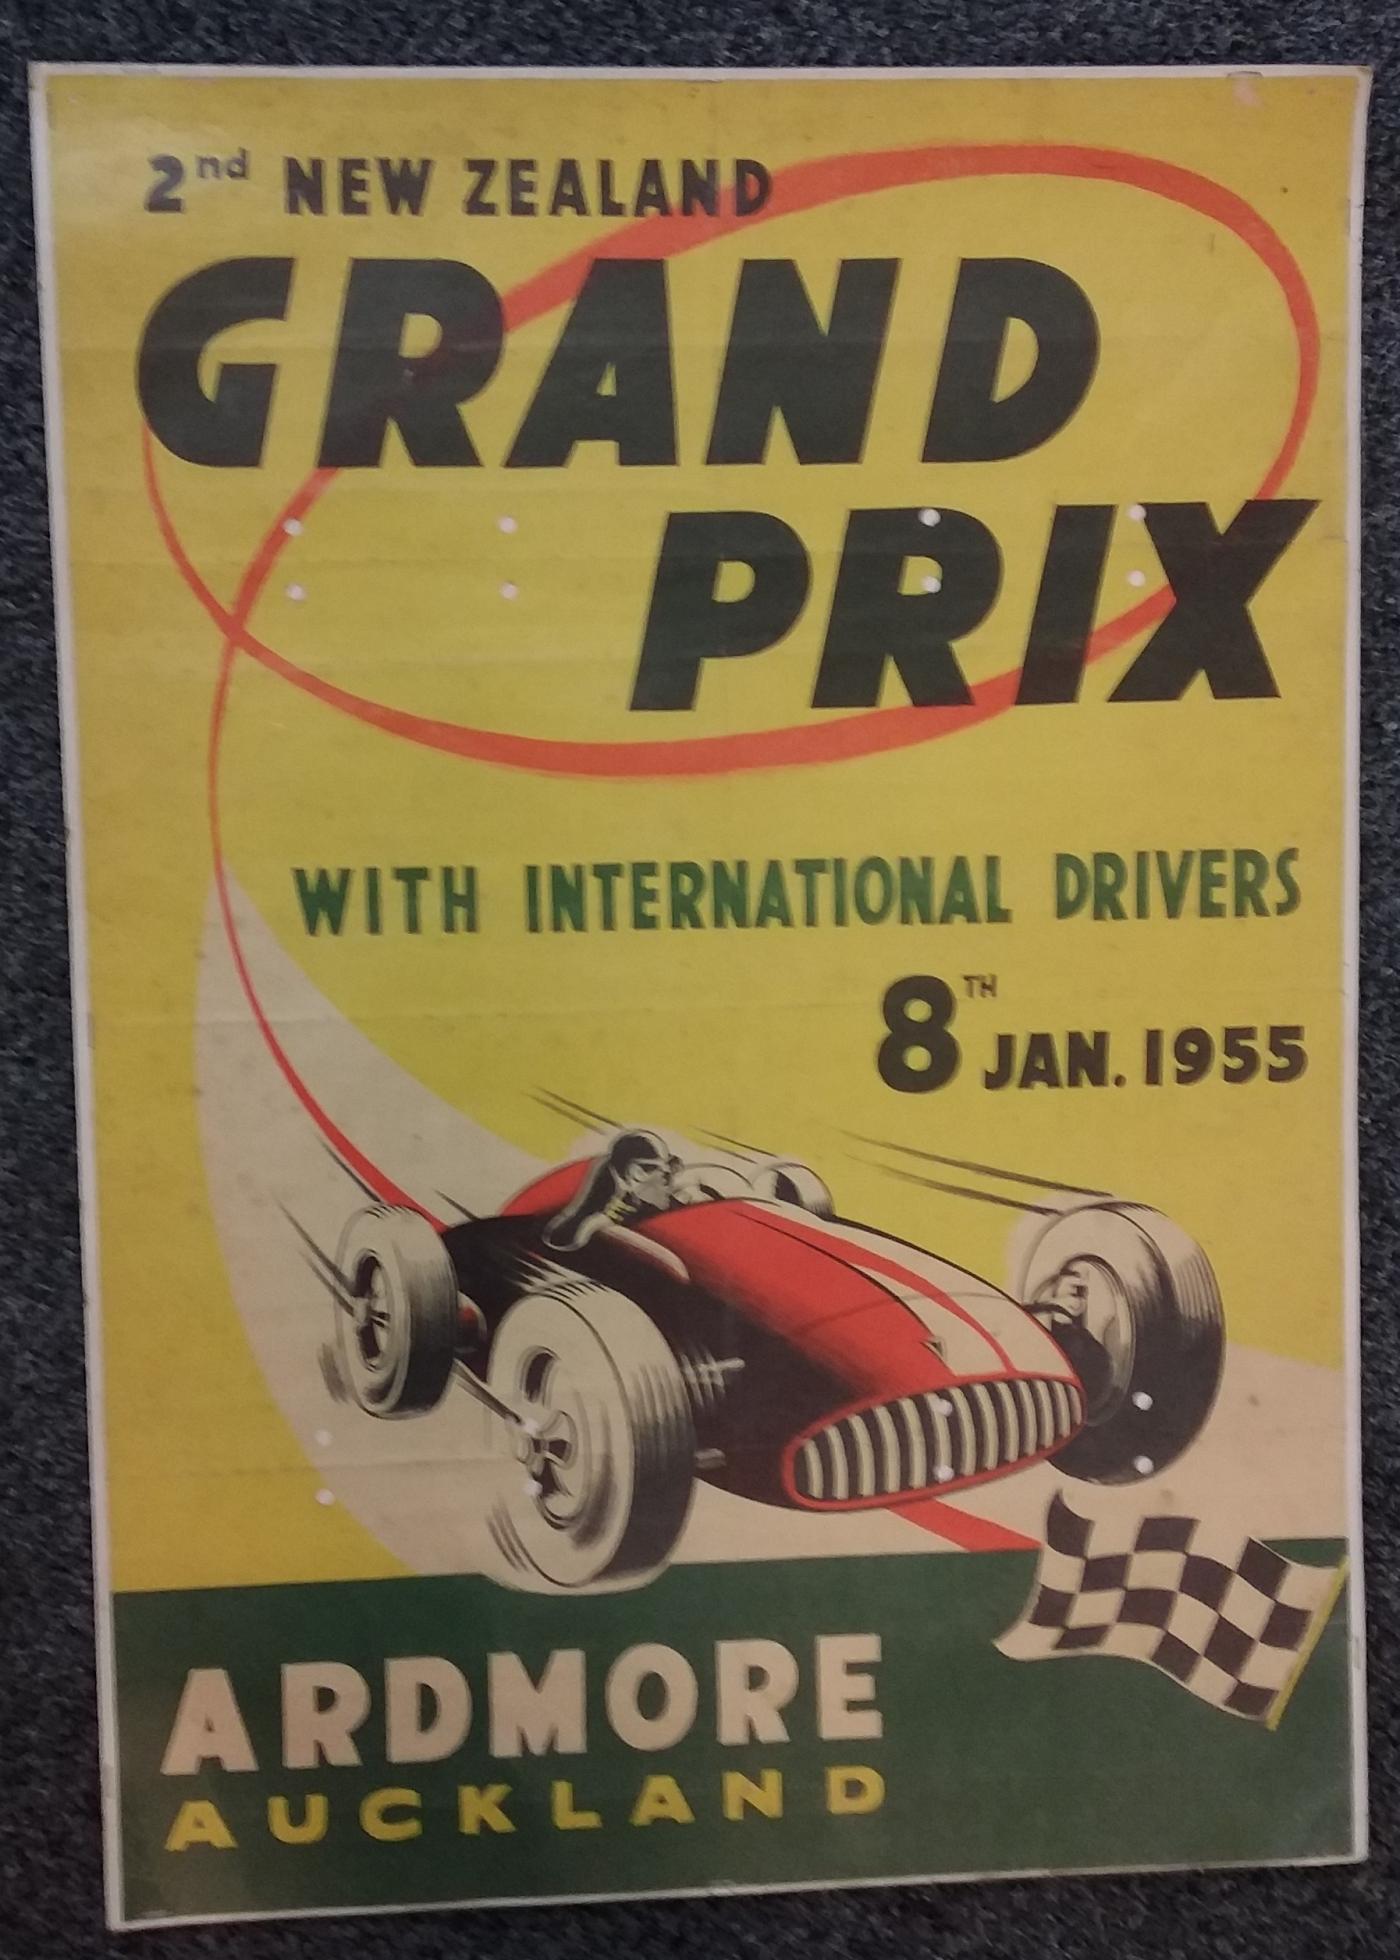 2nd NEW ZEALAND
GRAND
PRIX
WITH INTERNATIONAL DRIVERS
8TH JAN. 1955
ARDMORE
AUCKLAND